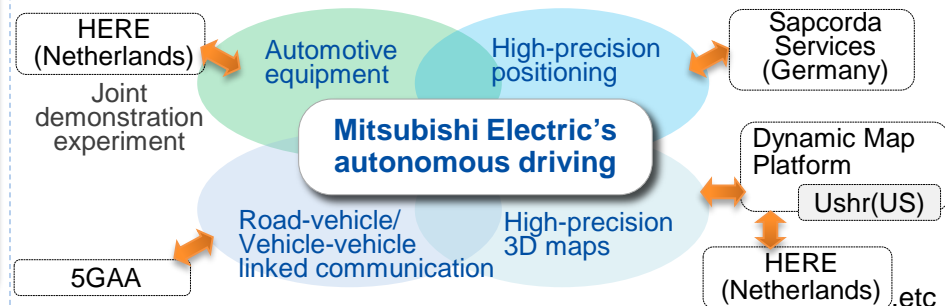 HERE
(Netherlands)
Joint
demonstration
experiment
Automotive
equipment
High-precision
positioning
Sapcorda
Services
(Germany)
Mitsubishi Electric's
autonomous driving
Dynamic Map
Platform
Ushr(US)
Road-vehicle/
Vehicle-vehicle
linked communication
High-precision
3D maps
5GAA
HERE
(Netherlands)
.etc